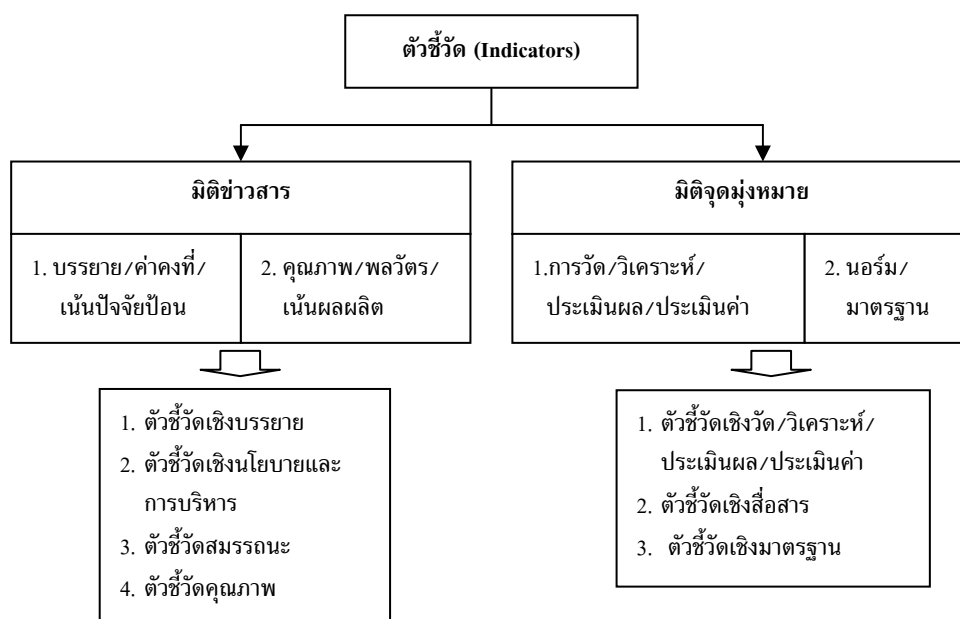 ตัวชี้วัด (Indicators)
มิติข่าวสาร
1. บรรยาย/ค่าคงที่/
เน้นปัจจัยป้อน
2. คุณภาพ/พลวัตร/
เน้นผลผลิต
1. ตัวชี้วัดเชิงบรรยาย
2. ตัวชี้วัดเชิงนโยบายและ
การบริหาร
3. ตัวชี้วัดสมรรถนะ
4. ตัวชี้วัดคุณภาพ
มิติจุดมุ่งหมาย
1.การวัด/วิเคราะห์/
ประเมินผล/ประเมินค่า
2. นอร์ม/
มาตรฐาน
1. ตัวชี้วัดเชิงวัด/วิเคราะห์/
ประเมินผล/ประเมินค่า
2. ตัวชี้วัดเชิงสื่อสาร
3. ตัวชี้วัดเชิงมาตรฐาน